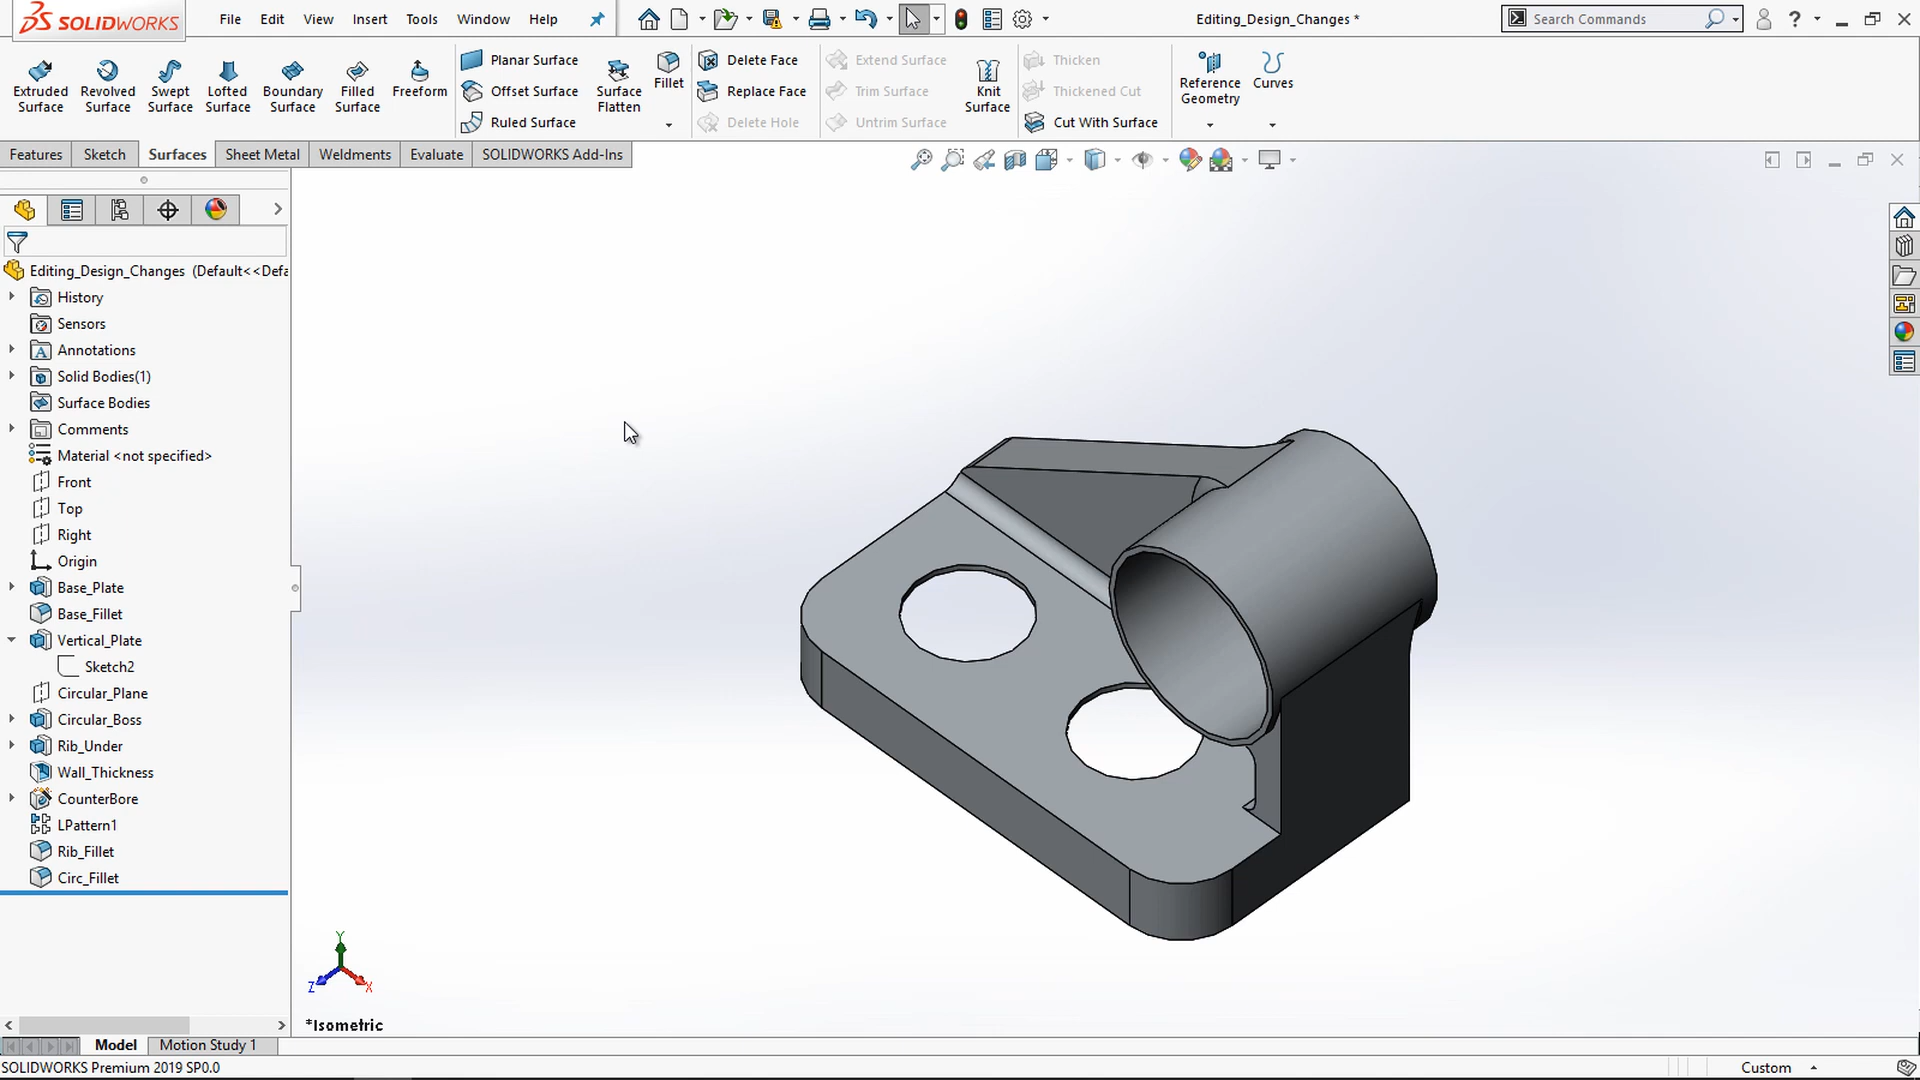 SOLIDWORKS File Edit View Insert Tools Window Help Editing_Design_Changes * Search Commands ?
Extruded Surface
Revolved Surface
Swept Surface
Lofted Surface
Boundary Surface
Filled Surface
Freeform
Planar Surface
Offset Surface
Ruled Surface
Surface Flatten
Fillet
Delete Face
Replace Face
Delete Hole
Extend Surface
Trim Surface
Untrim Surface
Knit Surface
Thicken
Thickened Cut
Cut With Surface
Reference Geometry
Curves
Features Sketch Surfaces Sheet Metal Weldments Evaluate SOLIDWORKS Add-Ins
Editing_Design_Changes (Default<<Defa
History
Sensors
Annotations
Solid Bodies(1)
Surface Bodies
Comments
Material <not specified>
Front
Top
Right
Origin
Base_Plate
Base_Fillet
Vertical_Plate
Sketch2
Circular_Plane
Circular_Boss
Rib_Under
Wall_Thickness
CounterBore
LPattern1
Rib_Fillet
Circ_Fillet
Y
Z
X
*Isometric
Model Motion Study 1
SOLIDWORKS Premium 2019 SP0.0 Custom